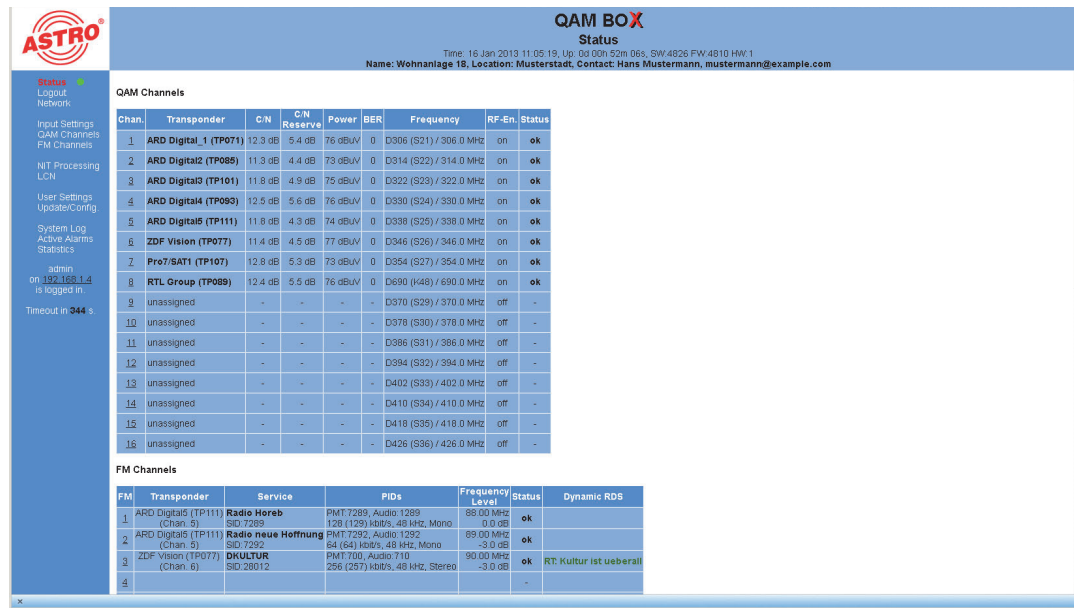 ASTRO®
QAM BOX
Status
Time: 16 Jan 2013 11:05:19, Up: 0d 00h 52m 06s, SW:4826 FW:4810 HW:1
Name: Wohnanlage 18, Location: Musterstadt, Contact: Hans Mustermann, mustermann@example.com
Status
Logout
Network
Input Settings
QAM Channels
FM Channels
NIT Processing
LCN
User Settings
Update/Config.
System Log
Active Alarms
Statistics
admin
on 192.168.1.4
is logged in.
Timeout in 344 s.
QAM Channels
Chan. Transponder C/N C/N Reserve Power BER Frequency RF-En. Status
1 ARD Digital_1 (TP071) 12.3 dB 5.4 dB 76 dBuV 0 D306 (S21) / 306.0 MHz on ok
2 ARD Digital2 (TP085) 11.3 dB 4.4 dB 73 dBuV 0 D314 (S22) / 314.0 MHz on ok
3 ARD Digital3 (TP101) 11.8 dB 4.9 dB 75 dBuV 0 D322 (S23) / 322.0 MHz on ok
4 ARD Digital4 (TP093) 12.5 dB 5.6 dB 76 dBuV 0 D330 (S24) / 330.0 MHz on ok
5 ARD Digital5 (TP111) 11.8 dB 4.3 dB 74 dBuV 0 D338 (S25) / 338.0 MHz on ok
6 ZDF Vision (TP077) 11.4 dB 4.5 dB 77 dBuV 0 D346 (S26) / 346.0 MHz on ok
7 Pro7/SAT1 (TP107) 12.8 dB 5.3 dB 73 dBuV 0 D354 (S27) / 354.0 MHz on ok
8 RTL Group (TP089) 12.4 dB 5.5 dB 76 dBuV 0 D690 (K48) / 690.0 MHz on ok
9 unassigned - - - - D370 (S29) / 370.0 MHz off -
10 unassigned - - - - D378 (S30) / 378.0 MHz off -
11 unassigned - - - - D386 (S31) / 386.0 MHz off -
12 unassigned - - - - D394 (S32) / 394.0 MHz off -
13 unassigned - - - - D402 (S33) / 402.0 MHz off -
14 unassigned - - - - D410 (S34) / 410.0 MHz off -
15 unassigned - - - - D418 (S35) / 418.0 MHz off -
16 unassigned - - - - D426 (S36) / 426.0 MHz off -
FM Channels
FM Transponder Service PIDs Frequency Level Status Dynamic RDS
1 ARD Digital5 (TP111) Radio Horeb PMT:7289, Audio:1289 88.00 MHz ok
(Chan. 5) SID:7289 128 (129) kbit/s, 48 kHz, Mono 0.0 dB
2 ARD Digital5 (TP111) Radio neue Hoffnung PMT:7292, Audio:1292 89.00 MHz ok
(Chan. 5) SID:7292 64 (64) kbit/s, 48 kHz, Mono -3.0 dB
3 ZDF Vision (TP077) DKULTUR PMT:700, Audio:710 90.00 MHz ok RT: Kultur ist ueberall
(Chan. 6) SID:28012 256 (257) kbit/s, 48 kHz, Stereo -3.0 dB
4 -
×